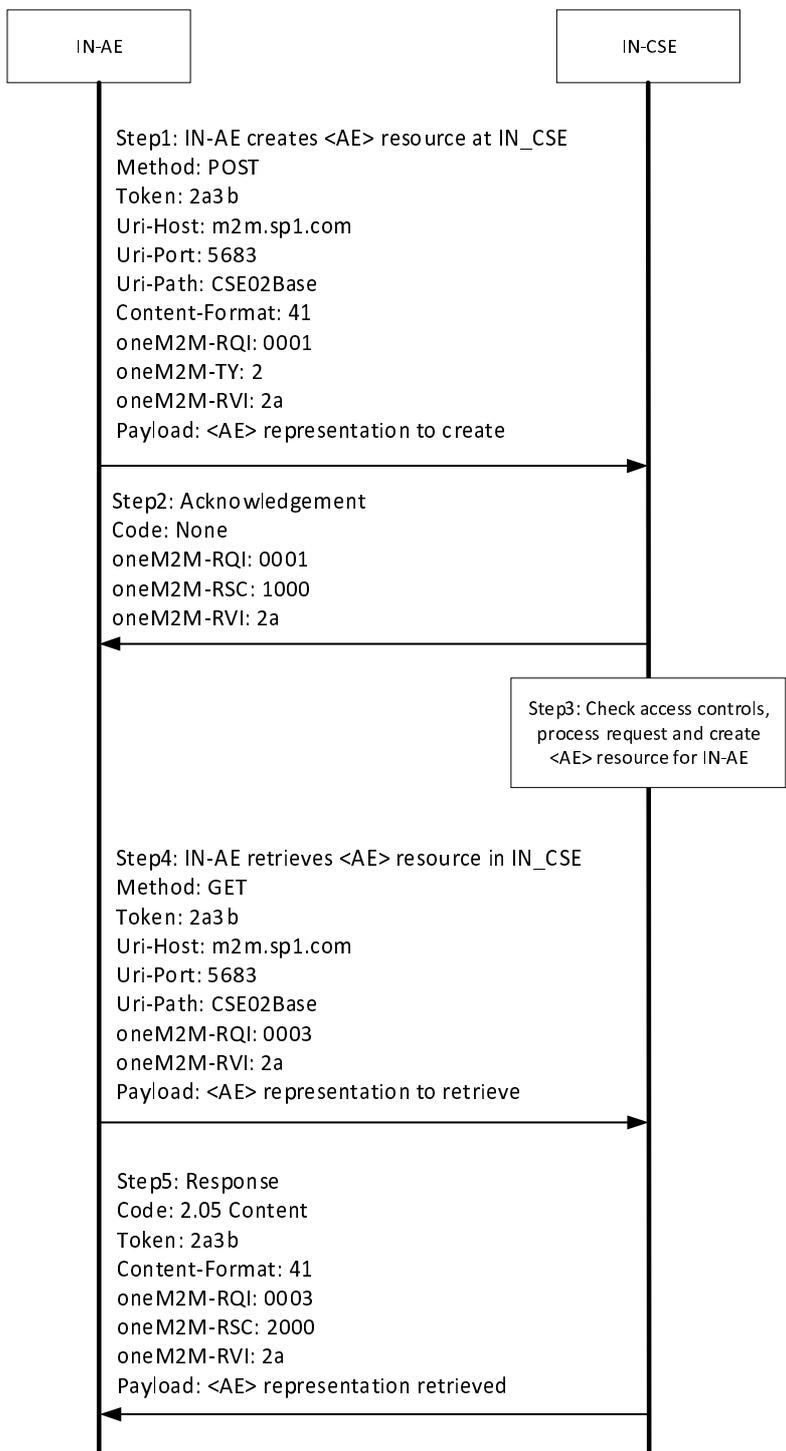 IN-AE
IN-CSE
Step1: IN-AE creates <AE> resource at IN_CSE
Method: POST
Token: 2a3b
Uri-Host: m2m.sp1.com
Uri-Port: 5683
Uri-Path: CSE02Base
Content-Format: 41
oneM2M-RQI: 0001
oneM2M-TY: 2
oneM2M-RVI: 2a
Payload: <AE> representation to create
Step2: Acknowledgement
Code: None
oneM2M-RQI: 0001
oneM2M-RSC: 1000
oneM2M-RVI: 2a
Step3: Check access controls,
process request and create
<AE> resource for IN-AE
Step4: IN-AE retrieves <AE> resource in IN_CSE
Method: GET
Token: 2a3b
Uri-Host: m2m.sp1.com
Uri-Port: 5683
Uri-Path: CSE02Base
oneM2M-RQI: 0003
oneM2M-RVI: 2a
Payload: <AE> representation to retrieve
Step5: Response
Code: 2.05 Content
Token: 2a3b
Content-Format: 41
oneM2M-RQI: 0003
oneM2M-RSC: 2000
oneM2M-RVI: 2a
Payload: <AE> representation retrieved